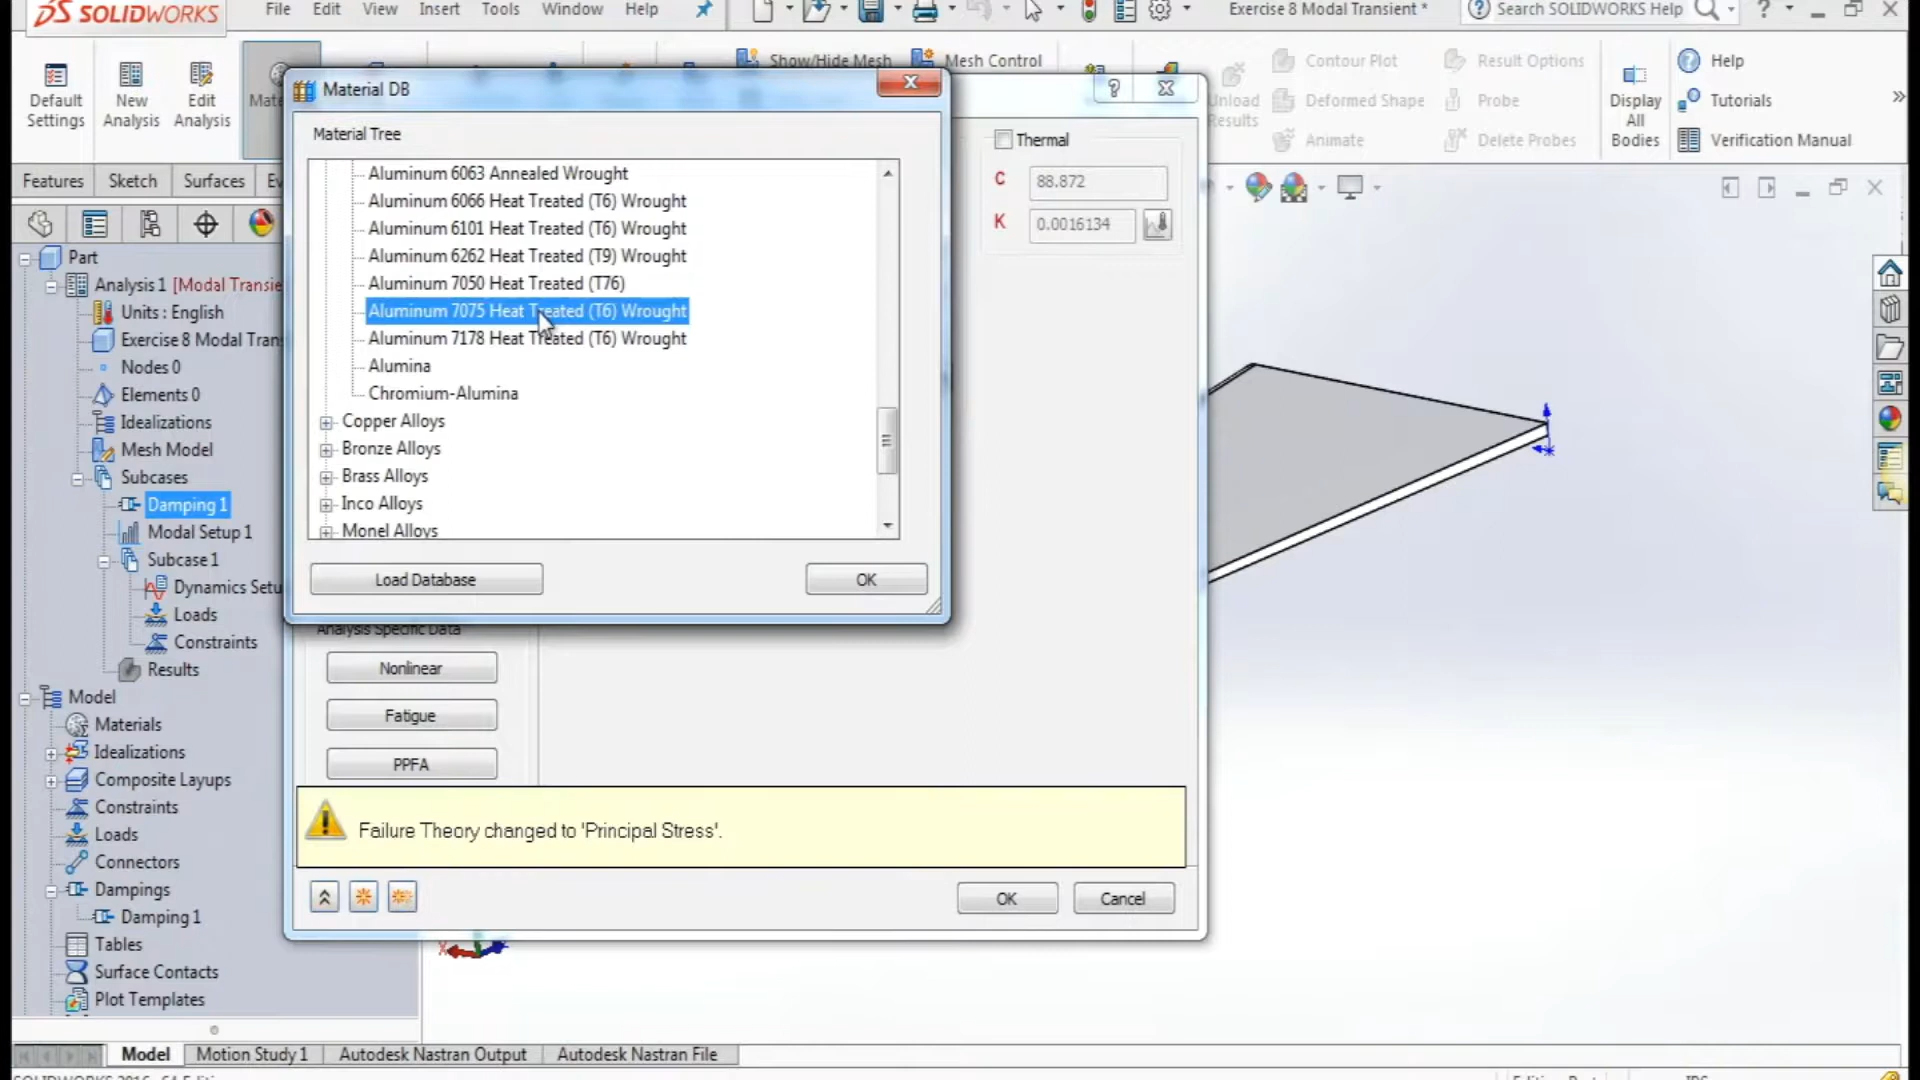 SOLIDWORKS
File Edit View Insert Tools Window Help
Exercise 8 Modal Transient *
Search SOLIDWORKS Help
Default Settings
New Analysis
Edit Analysis
Show/Hide Mesh
Mesh Control
Contour Plot
Deformed Shape
Animate
Result Options
Probe
Delete Probes
Display All Bodies
Help
Tutorials
Verification Manual
Features Sketch Surfaces
Part
Analysis 1 [Modal Transie
Units : English
Exercise 8 Modal Tran
Nodes 0
Elements 0
Idealizations
Mesh Model
Subcases
Damping 1
Modal Setup 1
Subcase 1
Dynamics Setu
Loads
Constraints
Results
Model
Materials
Idealizations
Composite Layups
Constraints
Loads
Connectors
Dampings
Damping 1
Tables
Surface Contacts
Plot Templates
Material DB
Material Tree
Aluminum 6063 Annealed Wrought
Aluminum 6066 Heat Treated (T6) Wrought
Aluminum 6101 Heat Treated (T6) Wrought
Aluminum 6262 Heat Treated (T9) Wrought
Aluminum 7050 Heat Treated (T76)
Aluminum 7075 Heat Treated (T6) Wrought
Aluminum 7178 Heat Treated (T6) Wrought
Alumina
Chromium-Alumina
Copper Alloys
Bronze Alloys
Brass Alloys
Inco Alloys
Monel Alloys
Load Database
OK
Thermal
C 88.872
K 0.0016134
Analysis Specific Data
Nonlinear
Fatigue
PPFA
Failure Theory changed to 'Principal Stress'.
OK Cancel
Model Motion Study 1 Autodesk Nastran Output Autodesk Nastran File